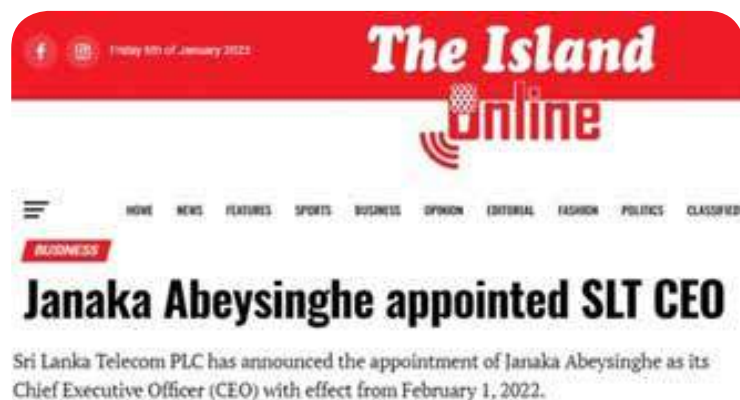 Friday 6th of January 2023
The Island
online
HOME NEWS FEATURES SPORTS BUSINESS OPINION EDITORIAL FASHION POLITICS CLASSIFIED
BUSINESS
Janaka Abeysinghe appointed SLT CEO
Sri Lanka Telecom PLC has announced the appointment of Janaka Abeysinghe as its
Chief Executive Officer (CEO) with effect from February 1, 2022.